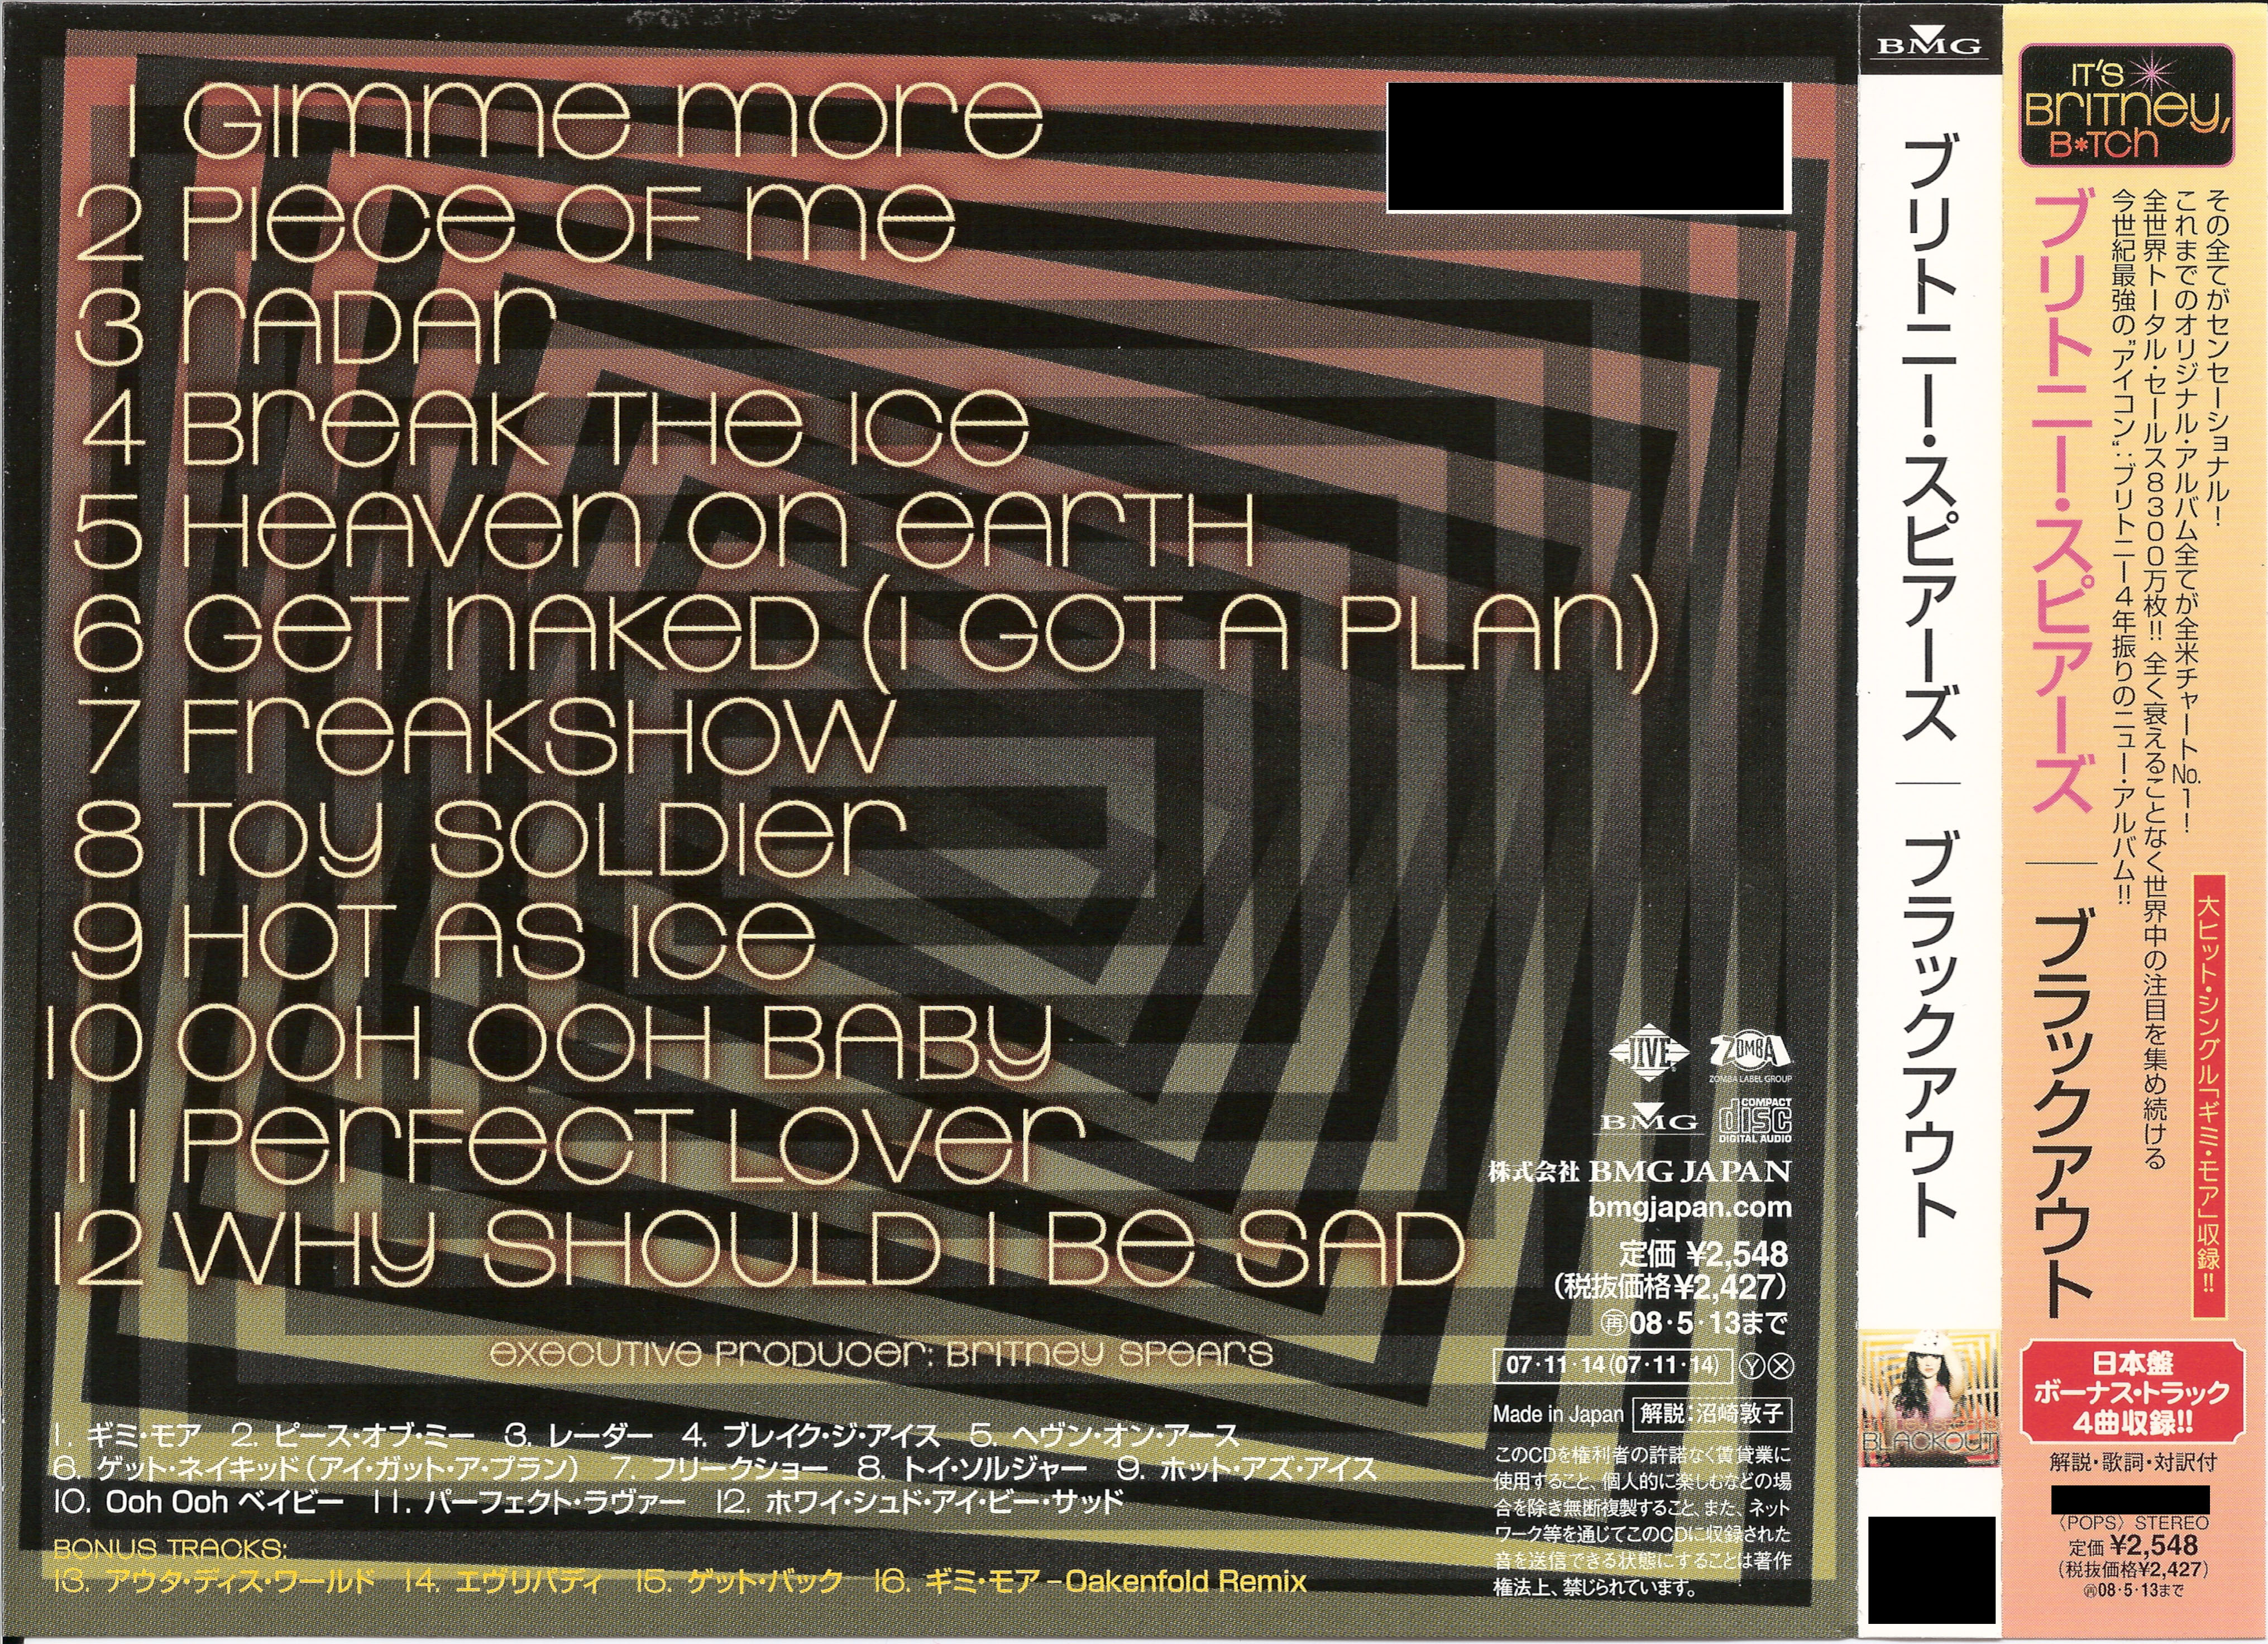 1 GIMME MORE
2 PIECE OF ME
3 RADAR
4 BREAK THE ICE
5 HEAVEN ON EARTH
6 GET NAKED (I GOT A PLAN)
7 FREAKSHOW
8 TOY SOLDIER
9 HOT AS ICE
10 OOH OOH BABY
11 PERFECT LOVER
12 WHY SHOULD I BE SAD
EXECUTIVE PRODUCER: BRITNEY SPEARS
1. ギミ・モア 2. ピース・オブ・ミー 3. レーダー 4. ブレイク・ジ・アイス 5. ヘヴン・オン・アース
6. ゲット・ネイキッド（アイ・ガット・ア・プラン） 7. フリークショー 8. トイ・ソルジャー 9. ホット・アズ・アイス
10. Ooh Ooh ベイビー 11. パーフェクト・ラヴァー 12. ホワイ・シュド・アイ・ビー・サッド
BONUS TRACKS:
13. アウタ・ディス・ワールド 14. エヴリバディ 15. ゲット・バック 16. ギミ・モア – Oakenfold Remix
JIVE
ZOMBA
ZOMBA LABEL GROUP
BMG
COMPACT
disc
DIGITAL AUDIO
株式会社 BMG JAPAN
bmgjapan.com
定価 ¥2,548
(税抜価格¥2,427)
㊢08・5・13まで
07・11・14 (07・11・14) Ⓨ Ⓧ
Made in Japan 解説：沼崎敦子
このCDを権利者の許諾なく賃貸業に
使用すること、個人的に楽しむなどの場
合を除き無断複製すること、また、ネット
ワーク等を通じてこのCDに収録された
音を送信できる状態にすることは著作
権法上、禁じられています。
BMG
ブリトニー・スピアーズ ブラックアウト
BRITNEY SPEARS
BLACKOUT
IT'S
BRITNEY,
B*TCH
その全てがセンセーショナル！
これまでのオリジナル・アルバム全てが全米チャートNo.1！
全世界トータル・セールス8300万枚!! 全く衰えることなく世界中の注目を集め続ける
今世紀最強の"アイコン"：ブリトニー4年振りのニュー・アルバム!!
ブリトニー・スピアーズ ブラックアウト
大ヒット・シングル「ギミ・モア」収録!!
日本盤
ボーナス・トラック
4曲収録!!
解説・歌詞・対訳付
〈POPS〉 STEREO
定価 ¥2,548
(税抜価格¥2,427)
㊢08・5・13まで